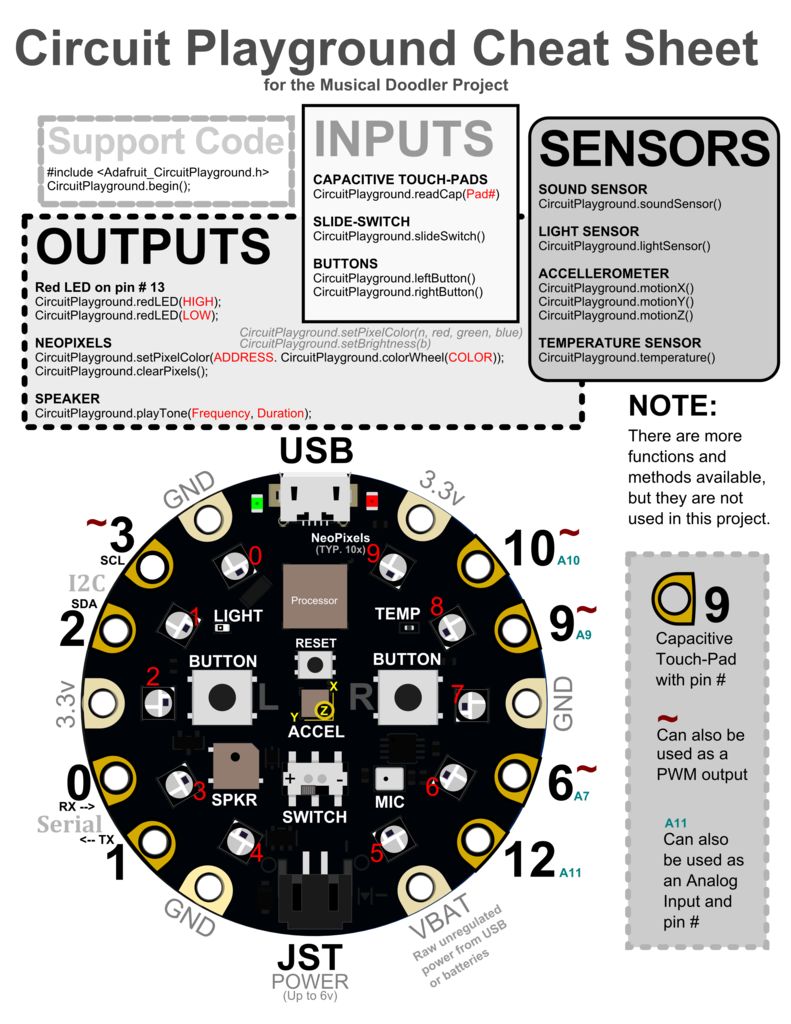 Circuit Playground Cheat Sheet
for the Musical Doodler Project
Support Code
#include <Adafruit_CircuitPlayground.h>
CircuitPlayground.begin();
INPUTS
CAPACITIVE TOUCH-PADS
CircuitPlayground.readCap(Pad#)
SLIDE-SWITCH
CircuitPlayground.slideSwitch()
BUTTONS
CircuitPlayground.leftButton()
CircuitPlayground.rightButton()
SENSORS
SOUND SENSOR
CircuitPlayground.soundSensor()
LIGHT SENSOR
CircuitPlayground.lightSensor()
ACCELLEROMETER
CircuitPlayground.motionX()
CircuitPlayground.motionY()
CircuitPlayground.motionZ()
TEMPERATURE SENSOR
CircuitPlayground.temperature()
OUTPUTS
Red LED on pin # 13
CircuitPlayground.redLED(HIGH);
CircuitPlayground.redLED(LOW);
CircuitPlayground.setPixelColor(n, red, green, blue)
CircuitPlayground.setBrightness(b)
NEOPIXELS
CircuitPlayground.setPixelColor(ADDRESS. CircuitPlayground.colorWheel(COLOR));
CircuitPlayground.clearPixels();
SPEAKER
CircuitPlayground.playTone(Frequency, Duration);
NOTE:
There are more
functions and
methods available,
but they are not
used in this project.
USB
GND
3.3v
~3
SCL
I2C
SDA
2
3.3v
0
RX -->
Serial
<-- TX
1
GND
NeoPixels
(TYP. 10x)
0
9
Processor
1
LIGHT
TEMP
8
RESET
2
BUTTON
L
R
BUTTON
7
X
Y
Z
ACCEL
3
SPKR
+
-
SWITCH
MIC
6
4
5
10~
A10
9~
A9
GND
6~
A7
12
A11
VBAT
Raw unregulated
power from USB
or batteries
JST
POWER
(Up to 6v)
9
Capacitive
Touch-Pad
with pin #
~
Can also be
used as a
PWM output
A11
Can also
be used as
an Analog
Input and
pin #